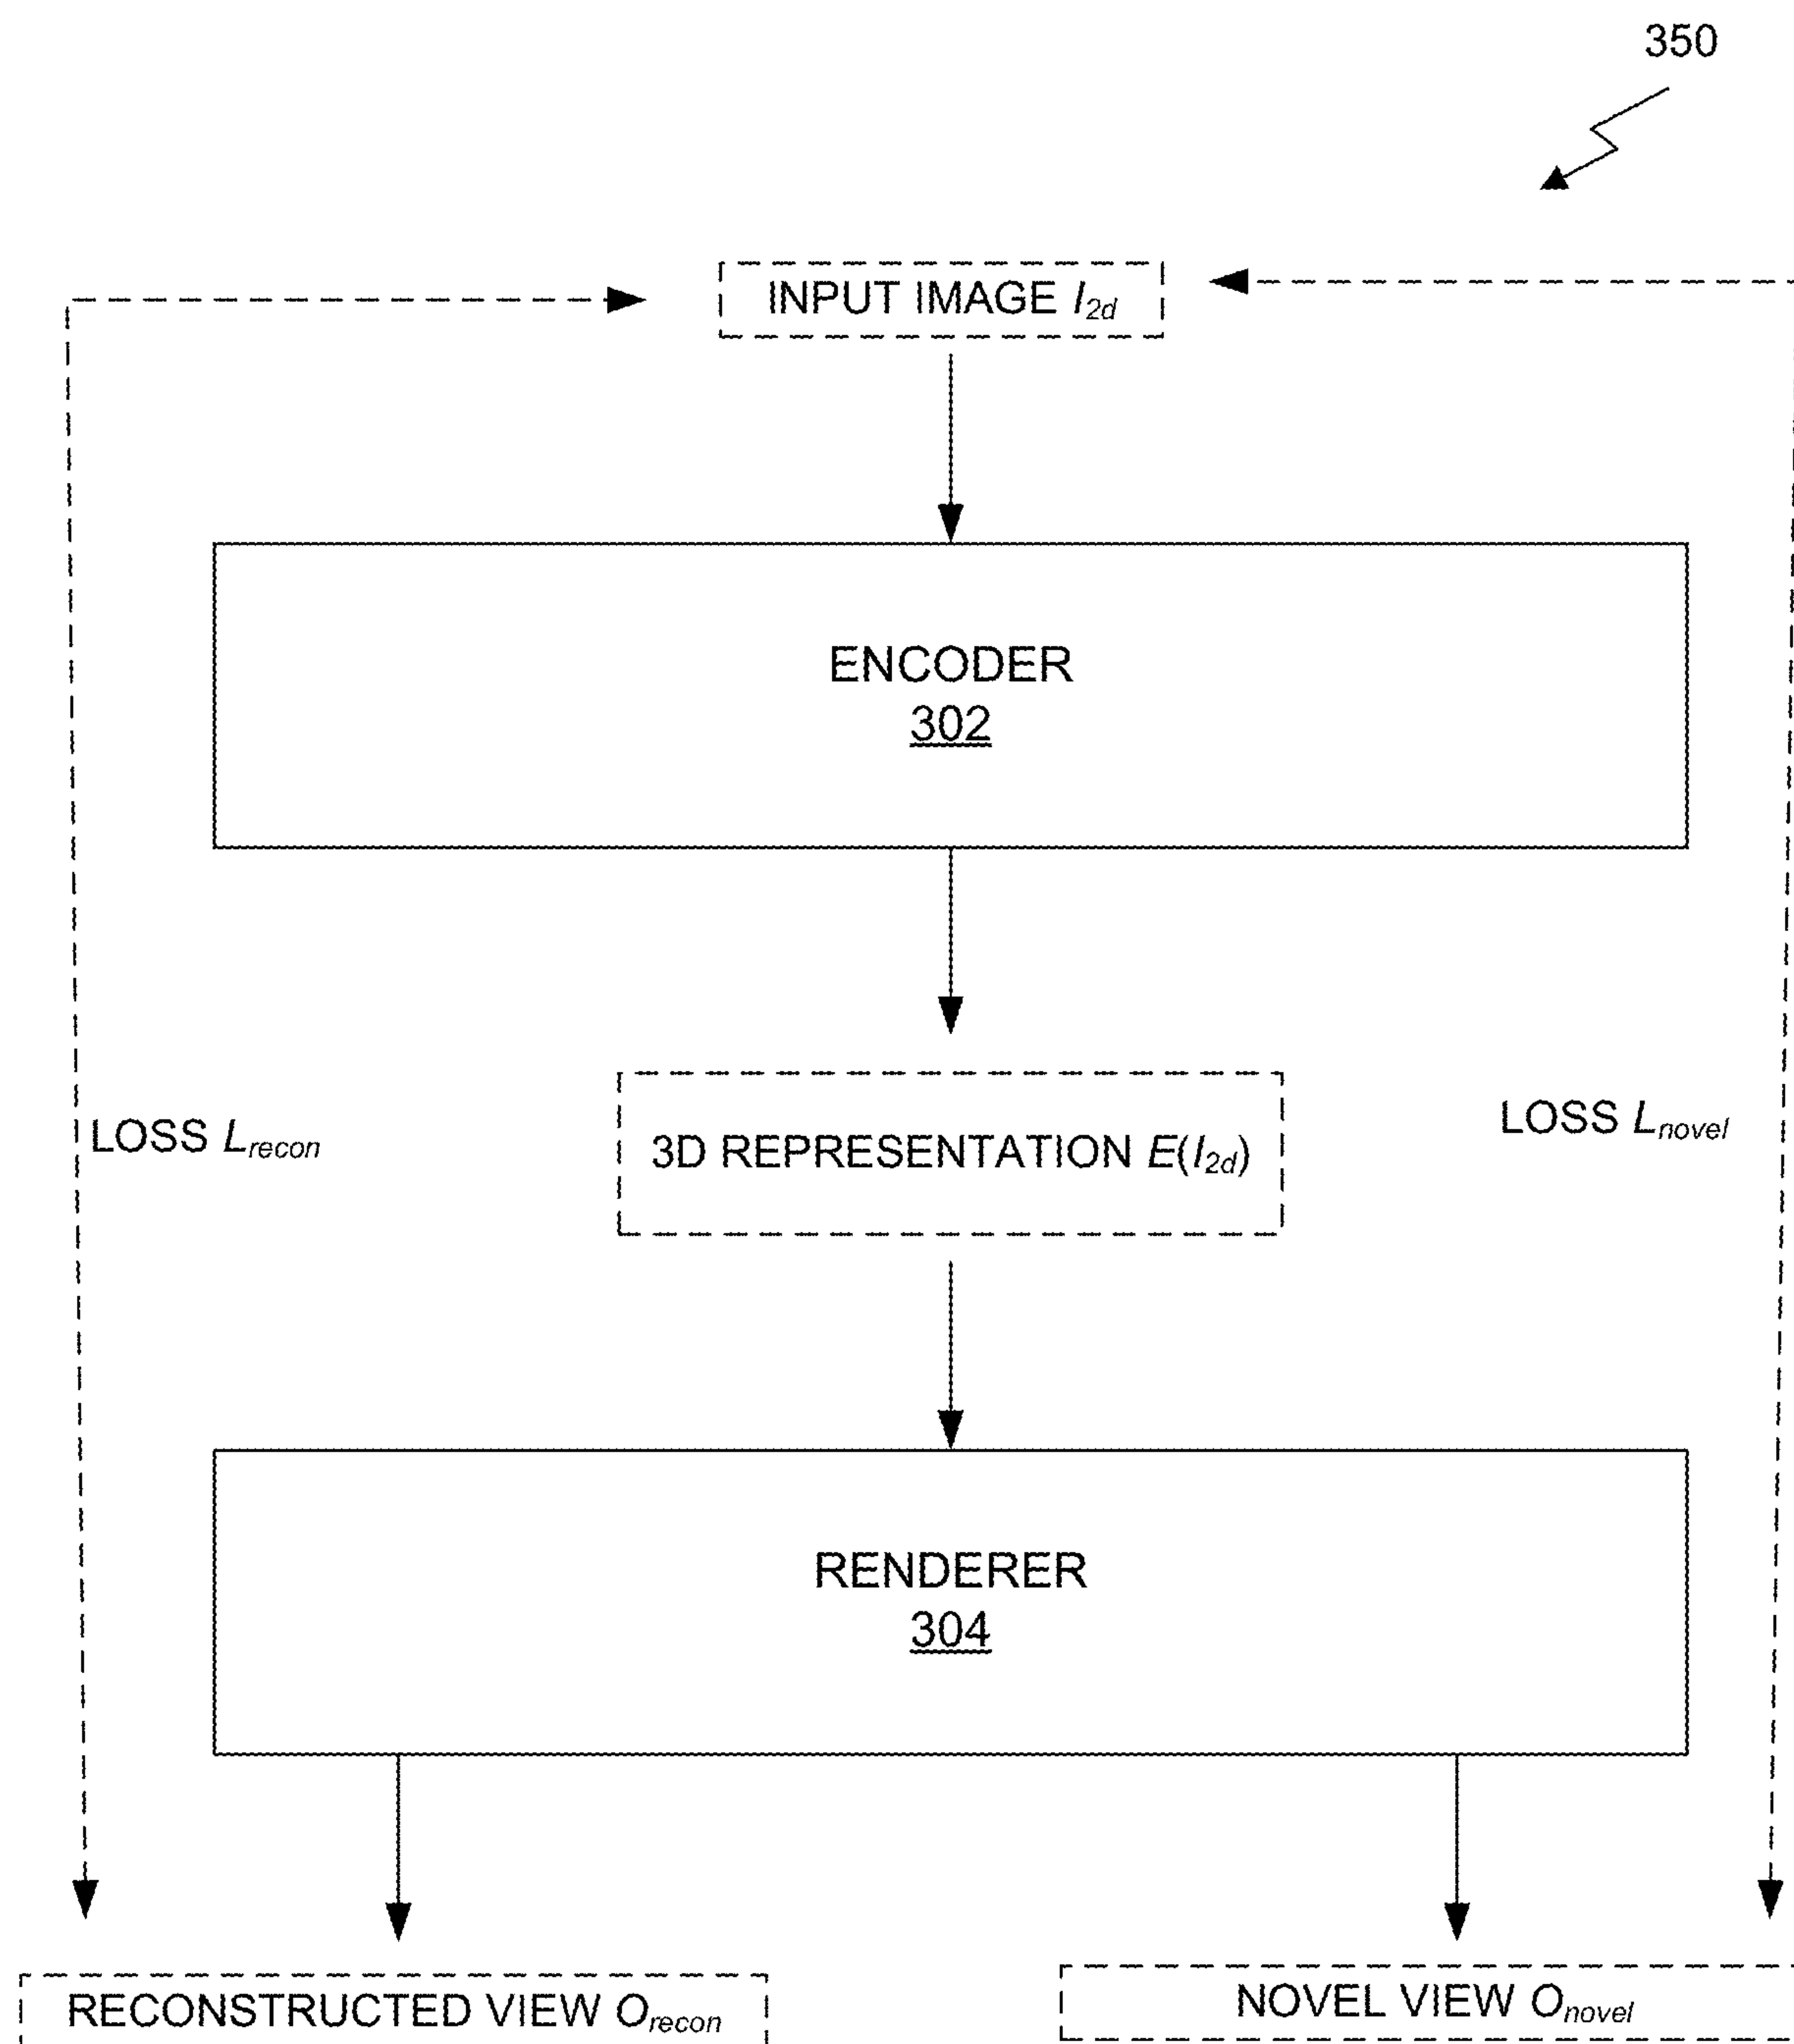 350
INPUT IMAGE I2d
ENCODER
302
LOSS Lrecon
LOSS Lnovel
3D REPRESENTATION E(I2d)
RENDERER
304
RECONSTRUCTED VIEW Orecon
NOVEL VIEW Onovel